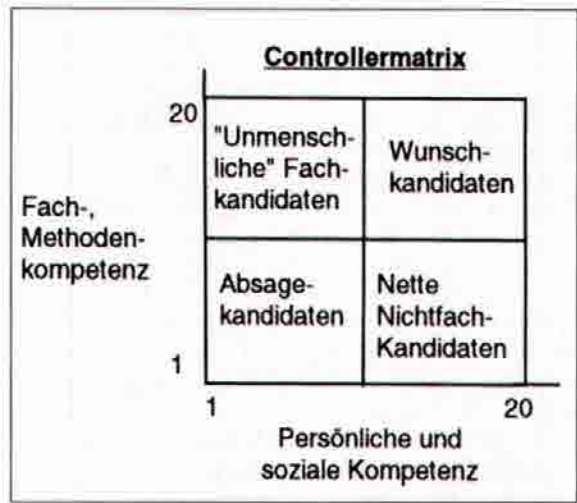 Controllermatrix
20
"Unmensch-
liche" Fach-
kandidaten
Wunsch-
kandidaten
Fach-,
Methoden-
kompetenz
Absage-
kandidaten
Nette
Nichtfach-
Kandidaten
1
1
20
Persönliche und
soziale Kompetenz